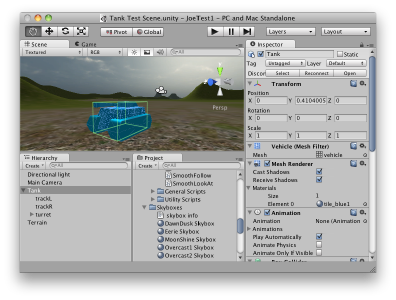 Tank Test Scene.unity - JoeTest1 - PC and Mac Standalone
Pivot Global Layers Layout
Scene Game
Textured RGB All
Persp
Hierarchy
Create All
Directional light
Main Camera
Tank
trackL
trackR
turret
Terrain
Project
Create All
SmoothFollow
SmoothLookAt
General Scripts
Utility Scripts
Skyboxes
skybox info
DawnDusk Skybox
Eerie Skybox
MoonShine Skybox
Overcast1 Skybox
Overcast2 Skybox
Inspector
Tank Static
Tag Untagged Layer Default
Discon Select Reconnect Open
Transform
Position
X 0 Y 0.4104005 Z 0
Rotation
X 0 Y 0 Z 0
Scale
X 1 Y 1 Z 1
Vehicle (Mesh Filter)
Mesh vehicle
Mesh Renderer
Cast Shadows
Receive Shadows
Materials
Size 1
Element 0 tile_blue1
Animation
Animation None (Animation
Animations
Play Automatically
Animate Physics
Animate Only If Visible